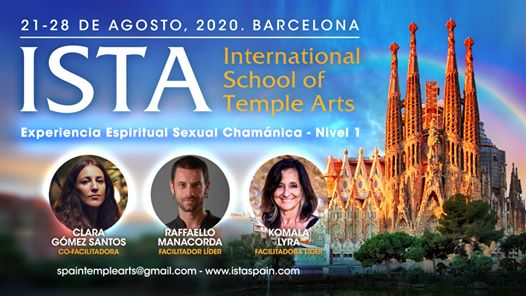 21-28 DE AGOSTO, 2020. BARCELONA
ISTA
International
School of
Temple Arts
Experiencia Espiritual Sexual Chamánica - Nivel 1
CLARA
GÓMEZ SANTOS
CO-FACILITADORA
RAFFAELLO
MANACORDA
FACILITADOR LÍDER
KOMALA
LYRA
FACILITADORA LÍDER
spaintemplearts@gmail.com - www.istaspain.com